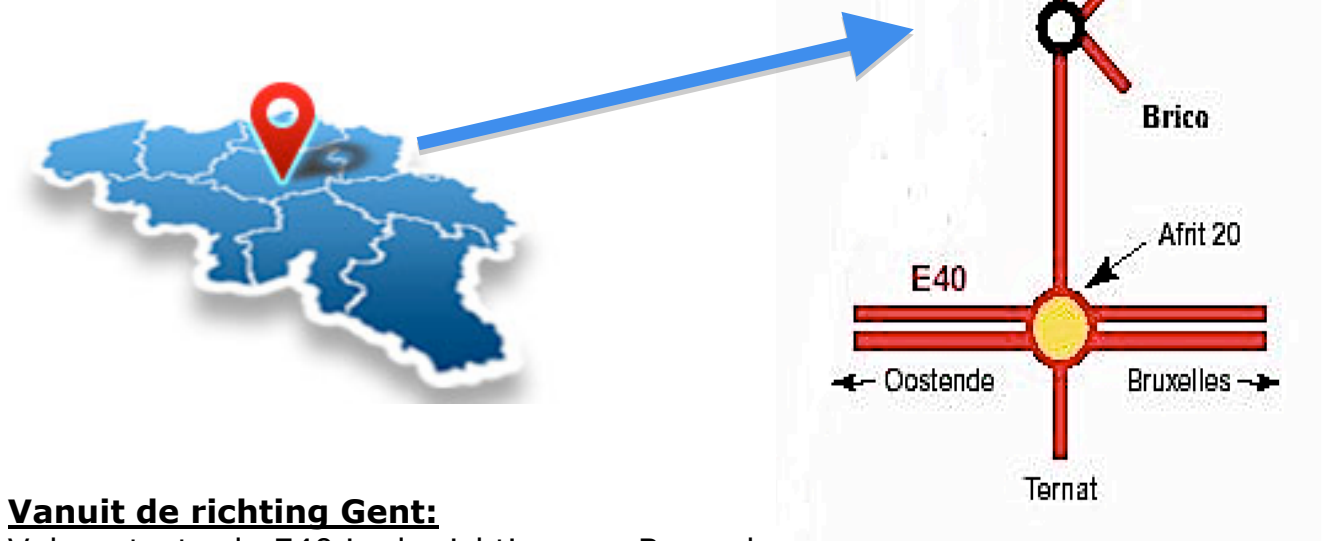 Brico
Afrit 20
E40
Oostende
Bruxelles
Ternat
Vanuit de richting Gent: